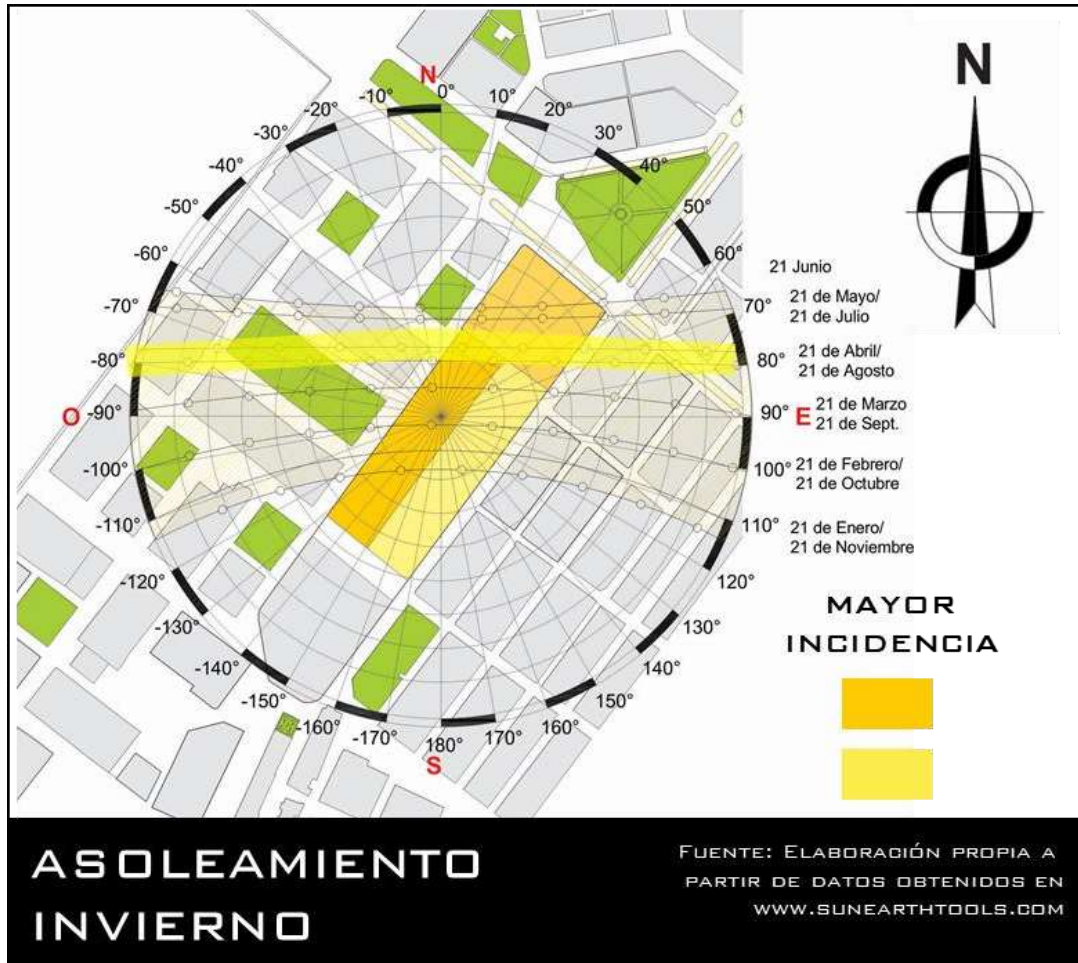 N
N
0°
-10°
10°
-20°
20°
-30°
30°
-40°
40°
-50°
50°
-60°
60°
21 Junio
-70°
70°
21 de Mayo/
21 de Julio
-80°
80°
21 de Abril/
21 de Agosto
O
-90°
90°
E
21 de Marzo
21 de Sept.
-100°
100°
21 de Febrero/
21 de Octubre
-110°
110°
21 de Enero/
21 de Noviembre
-120°
120°
-130°
130°
-140°
140°
-150°
150°
-160°
160°
-170°
170°
180°
S
MAYOR
INCIDENCIA
ASOLEAMIENTO
INVIERNO
FUENTE: ELABORACIÓN PROPIA A
PARTIR DE DATOS OBTENIDOS EN
WWW.SUNEARTHTOOLS.COM